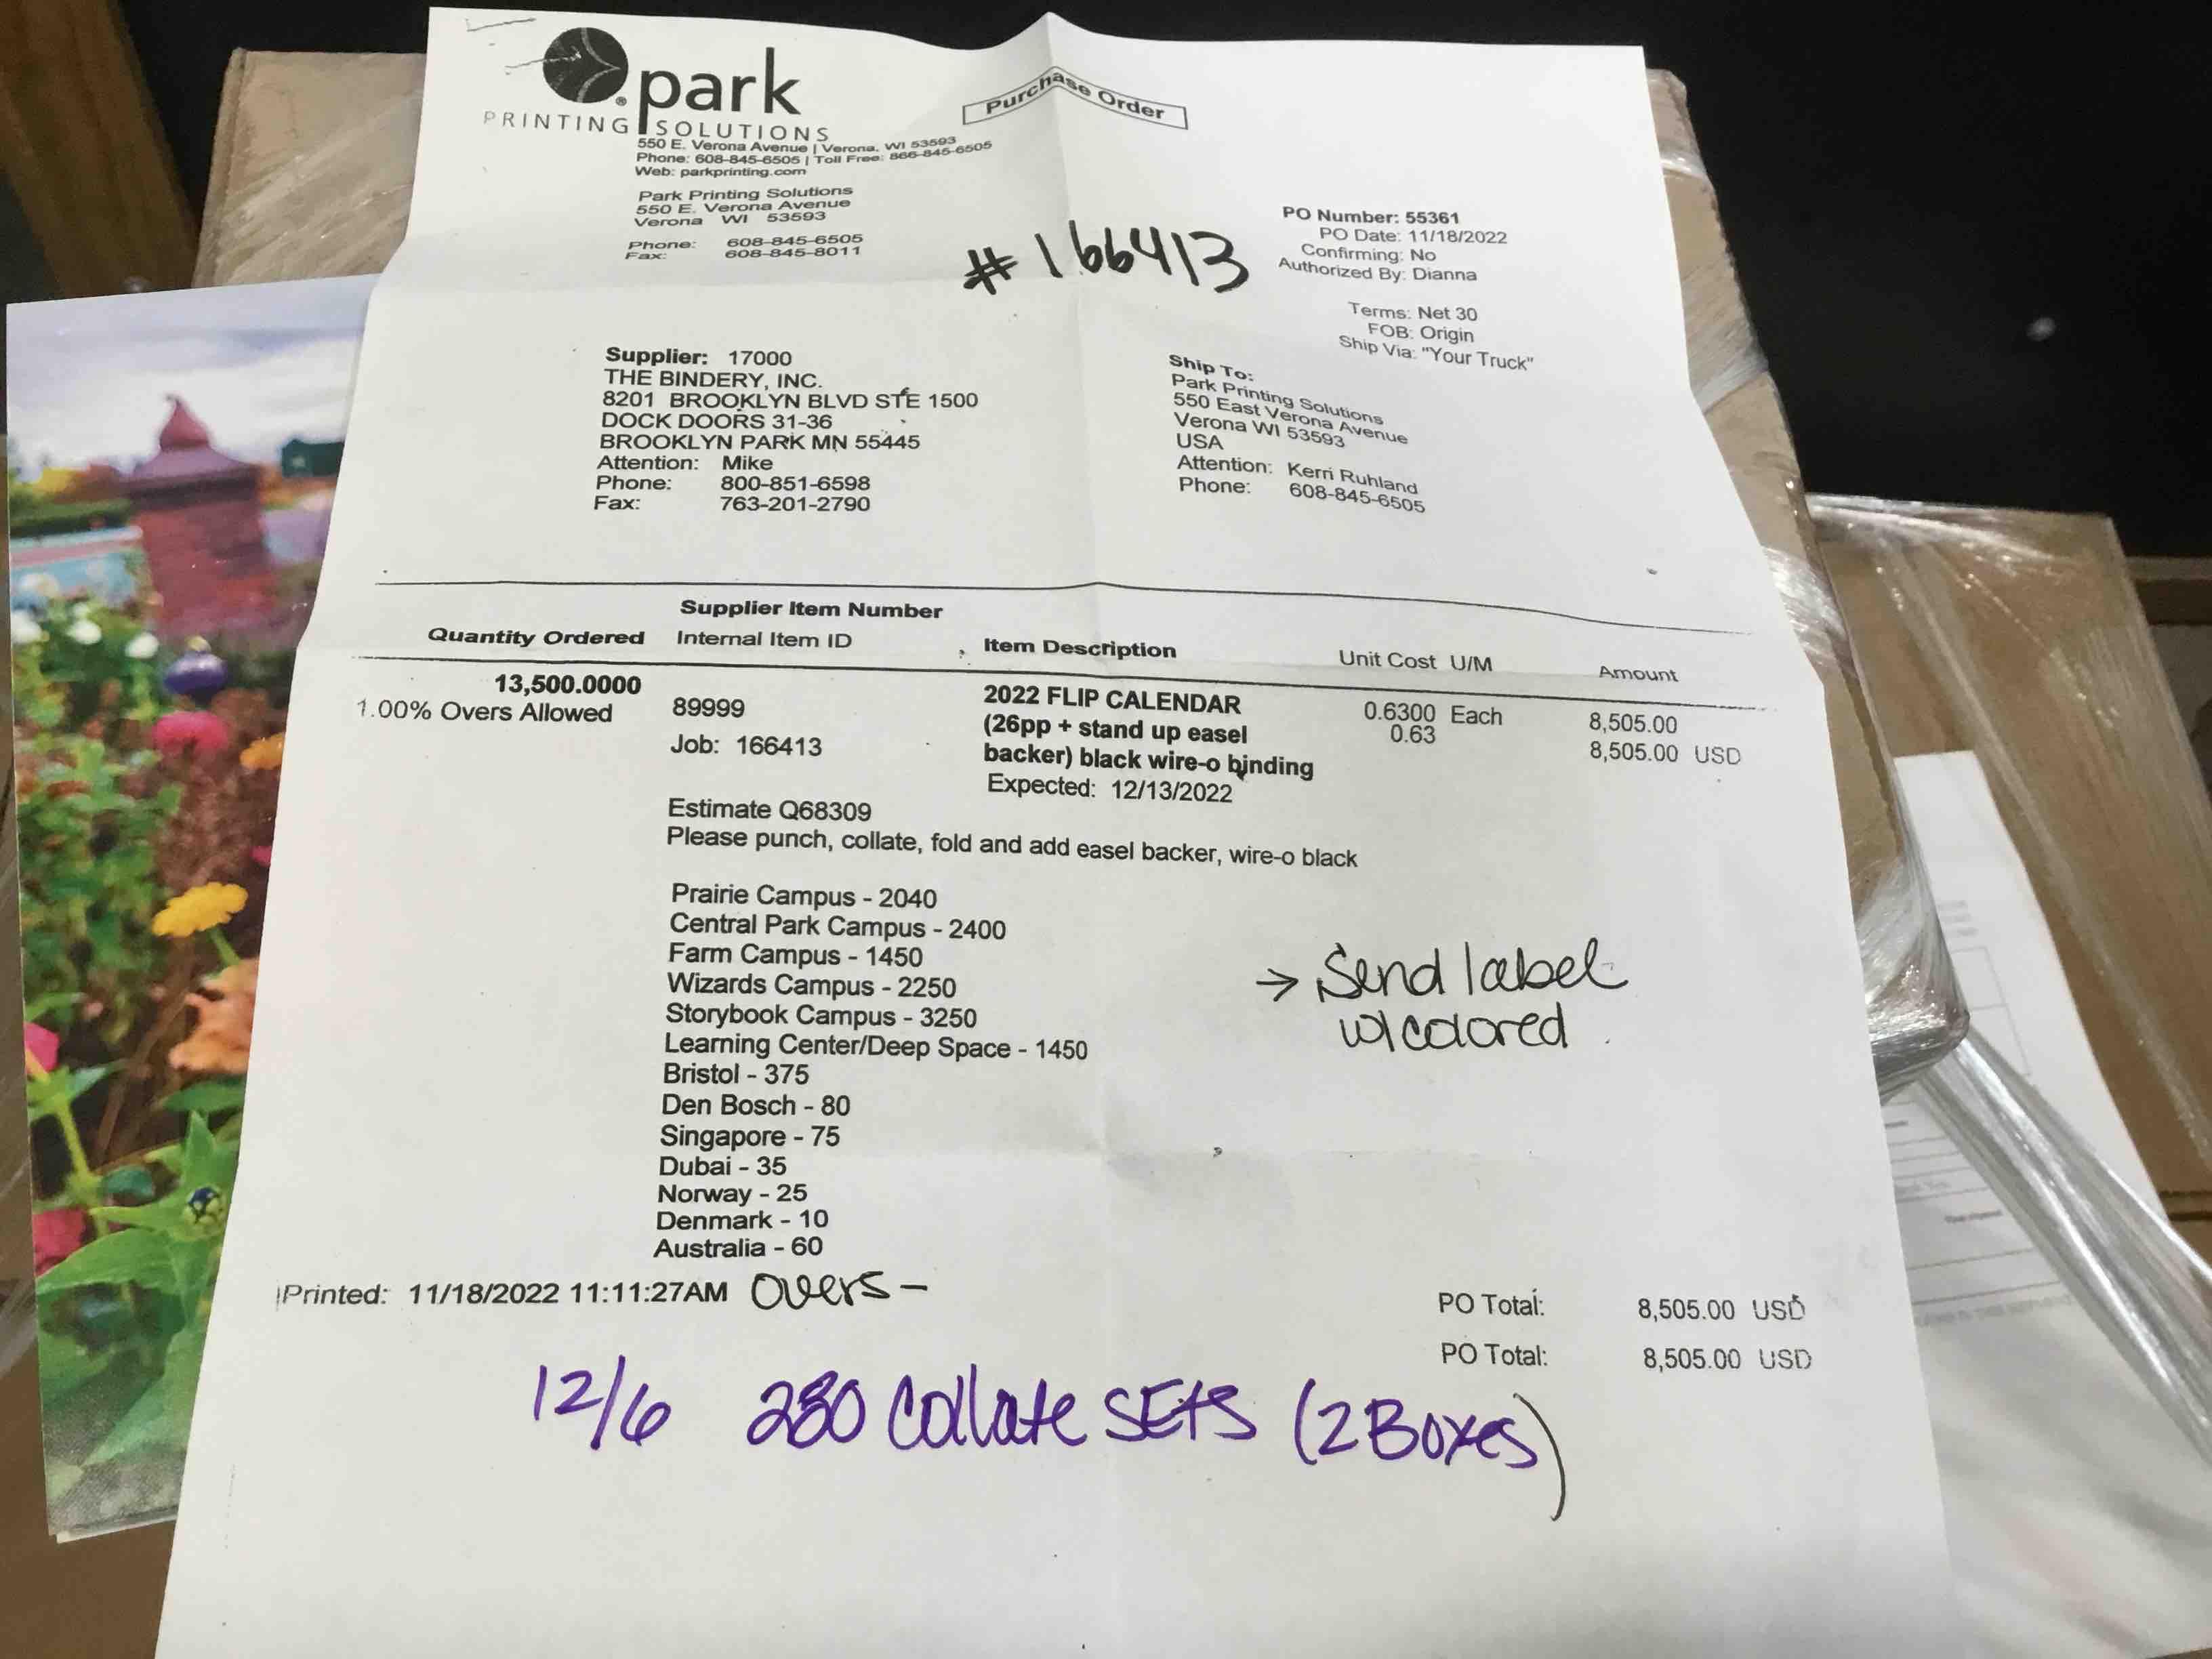 park
PRINTING SOLUTIONS
550 E. Verona Avenue | Verona, WI 53593
Phone: 608-845-6505 | Toll Free: 866-845-6505
Web: parkprinting.com
Purchase Order
Park Printing Solutions
550 E. Verona Avenue
Verona WI 53593
Phone: 608-845-6505
Fax: 608-845-8011
#166413
PO Number: 55361
PO Date: 11/18/2022
Confirming: No
Authorized By: Dianna
Terms: Net 30
FOB: Origin
Ship Via: "Your Truck"
Supplier: 17000
THE BINDERY, INC.
8201 BROOKLYN BLVD STE 1500
DOCK DOORS 31-36
BROOKLYN PARK MN 55445
Attention: Mike
Phone: 800-851-6598
Fax: 763-201-2790
Ship To:
Park Printing Solutions
550 East Verona Avenue
Verona WI 53593
USA
Attention: Kerri Ruhland
Phone: 608-845-6505
Supplier Item Number
Quantity Ordered Internal Item ID Item Description Unit Cost U/M Amount
13,500.0000 89999 2022 FLIP CALENDAR 0.6300 Each 8,505.00
1.00% Overs Allowed (26pp + stand up easel 0.63 8,505.00 USD
Job: 166413 backer) black wire-o binding
Expected: 12/13/2022
Estimate Q68309
Please punch, collate, fold and add easel backer, wire-o black
Prairie Campus - 2040
Central Park Campus - 2400
Farm Campus - 1450
Wizards Campus - 2250
Storybook Campus - 3250
Learning Center/Deep Space - 1450
Bristol - 375
Den Bosch - 80
Singapore - 75
Dubai - 35
Norway - 25
Denmark - 10
Australia - 60
→ Send label
w/colored
Printed: 11/18/2022 11:11:27AM Overs -
PO Total: 8,505.00 USD
PO Total: 8,505.00 USD
12/6 280 Collate SEtS (2 Boxes)